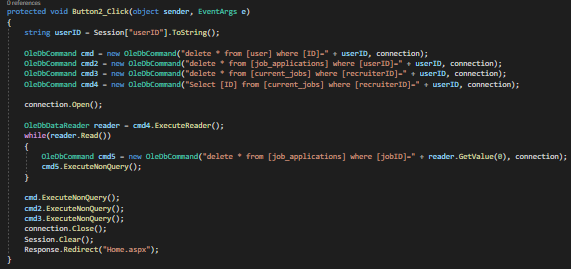 0 references
protected void Button2_Click(object sender, EventArgs e)
{
string userID = Session["userID"].ToString();
OleDbCommand cmd = new OleDbCommand("delete * from [user] where [ID]=" + userID, connection);
OleDbCommand cmd2 = new OleDbCommand("delete * from [job_applications] where [userID]=" + userID, connection);
OleDbCommand cmd3 = new OleDbCommand("delete * from [current_jobs] where [recruiterID]=" + userID, connection);
OleDbCommand cmd4 = new OleDbCommand("Select [ID] from [current_jobs] where [recruiterID]=" + userID, connection);
connection.Open();
OleDbDataReader reader = cmd4.ExecuteReader();
while(reader.Read())
{
OleDbCommand cmd5 = new OleDbCommand("delete * from [job_applications] where [jobID]=" + reader.GetValue(0), connection);
cmd5.ExecuteNonQuery();
}
cmd.ExecuteNonQuery();
cmd2.ExecuteNonQuery();
cmd3.ExecuteNonQuery();
connection.Close();
Session.Clear();
Response.Redirect("Home.aspx");
}